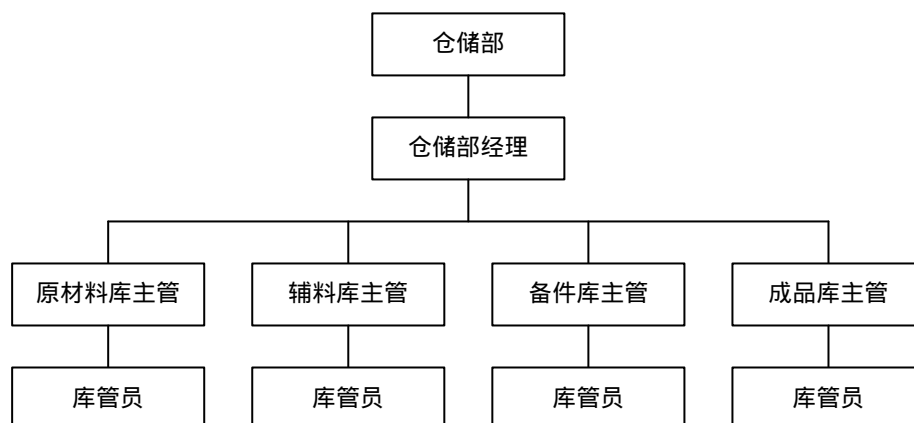 仓储部
仓储部经理
原材料库主管
辅料库主管
备件库主管
成品库主管
库管员
库管员
库管员
库管员